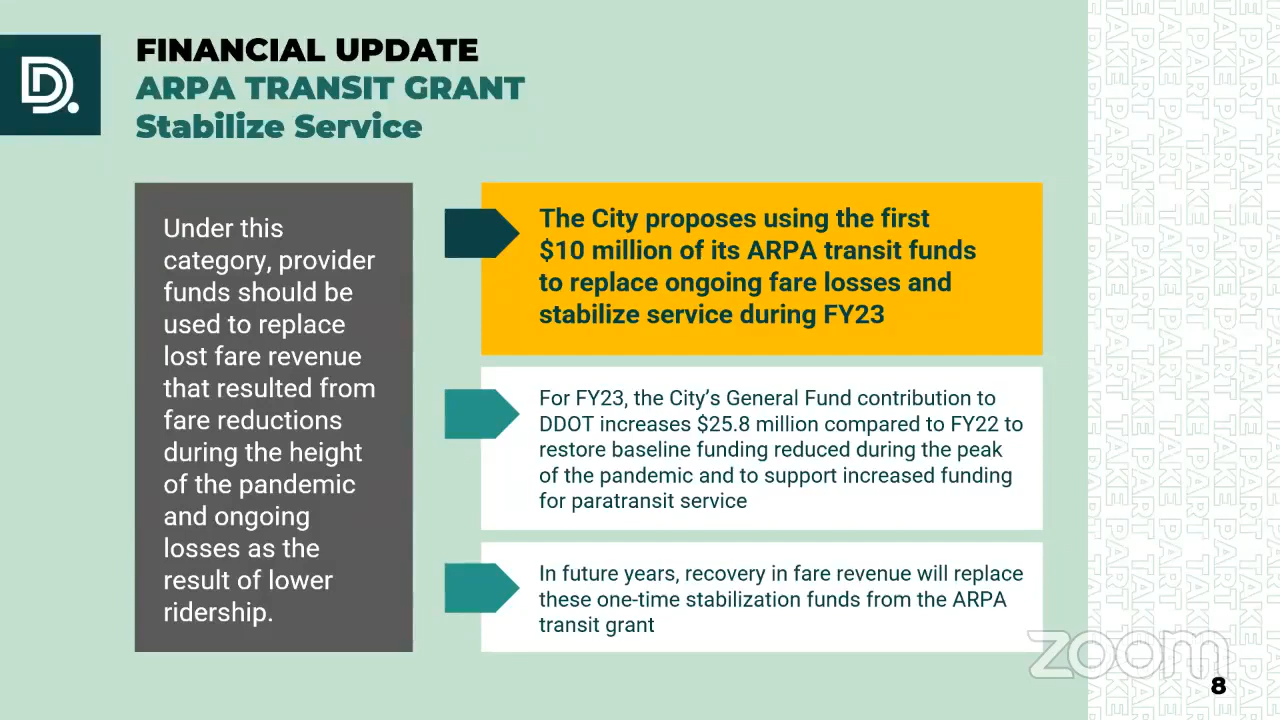 D.
FINANCIAL UPDATE
ARPA TRANSIT GRANT
Stabilize Service
Under this
category, provider
funds should be
used to replace
lost fare revenue
that resulted from
fare reductions
during the height
of the pandemic
and ongoing
losses as the
result of lower
ridership.
The City proposes using the first
$10 million of its ARPA transit funds
to replace ongoing fare losses and
stabilize service during FY23
For FY23, the City’s General Fund contribution to
DDOT increases $25.8 million compared to FY22 to
restore baseline funding reduced during the peak
of the pandemic and to support increased funding
for paratransit service
In future years, recovery in fare revenue will replace
these one-time stabilization funds from the ARPA
transit grant
TAKE PART
zoom
8